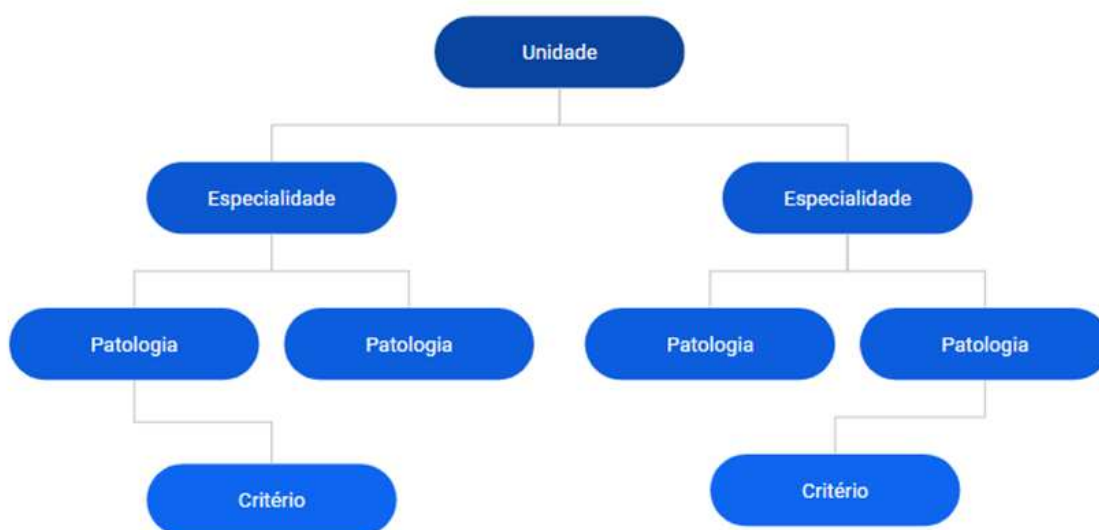 Unidade
Especialidade
Especialidade
Patologia
Patologia
Patologia
Patologia
Critério
Critério